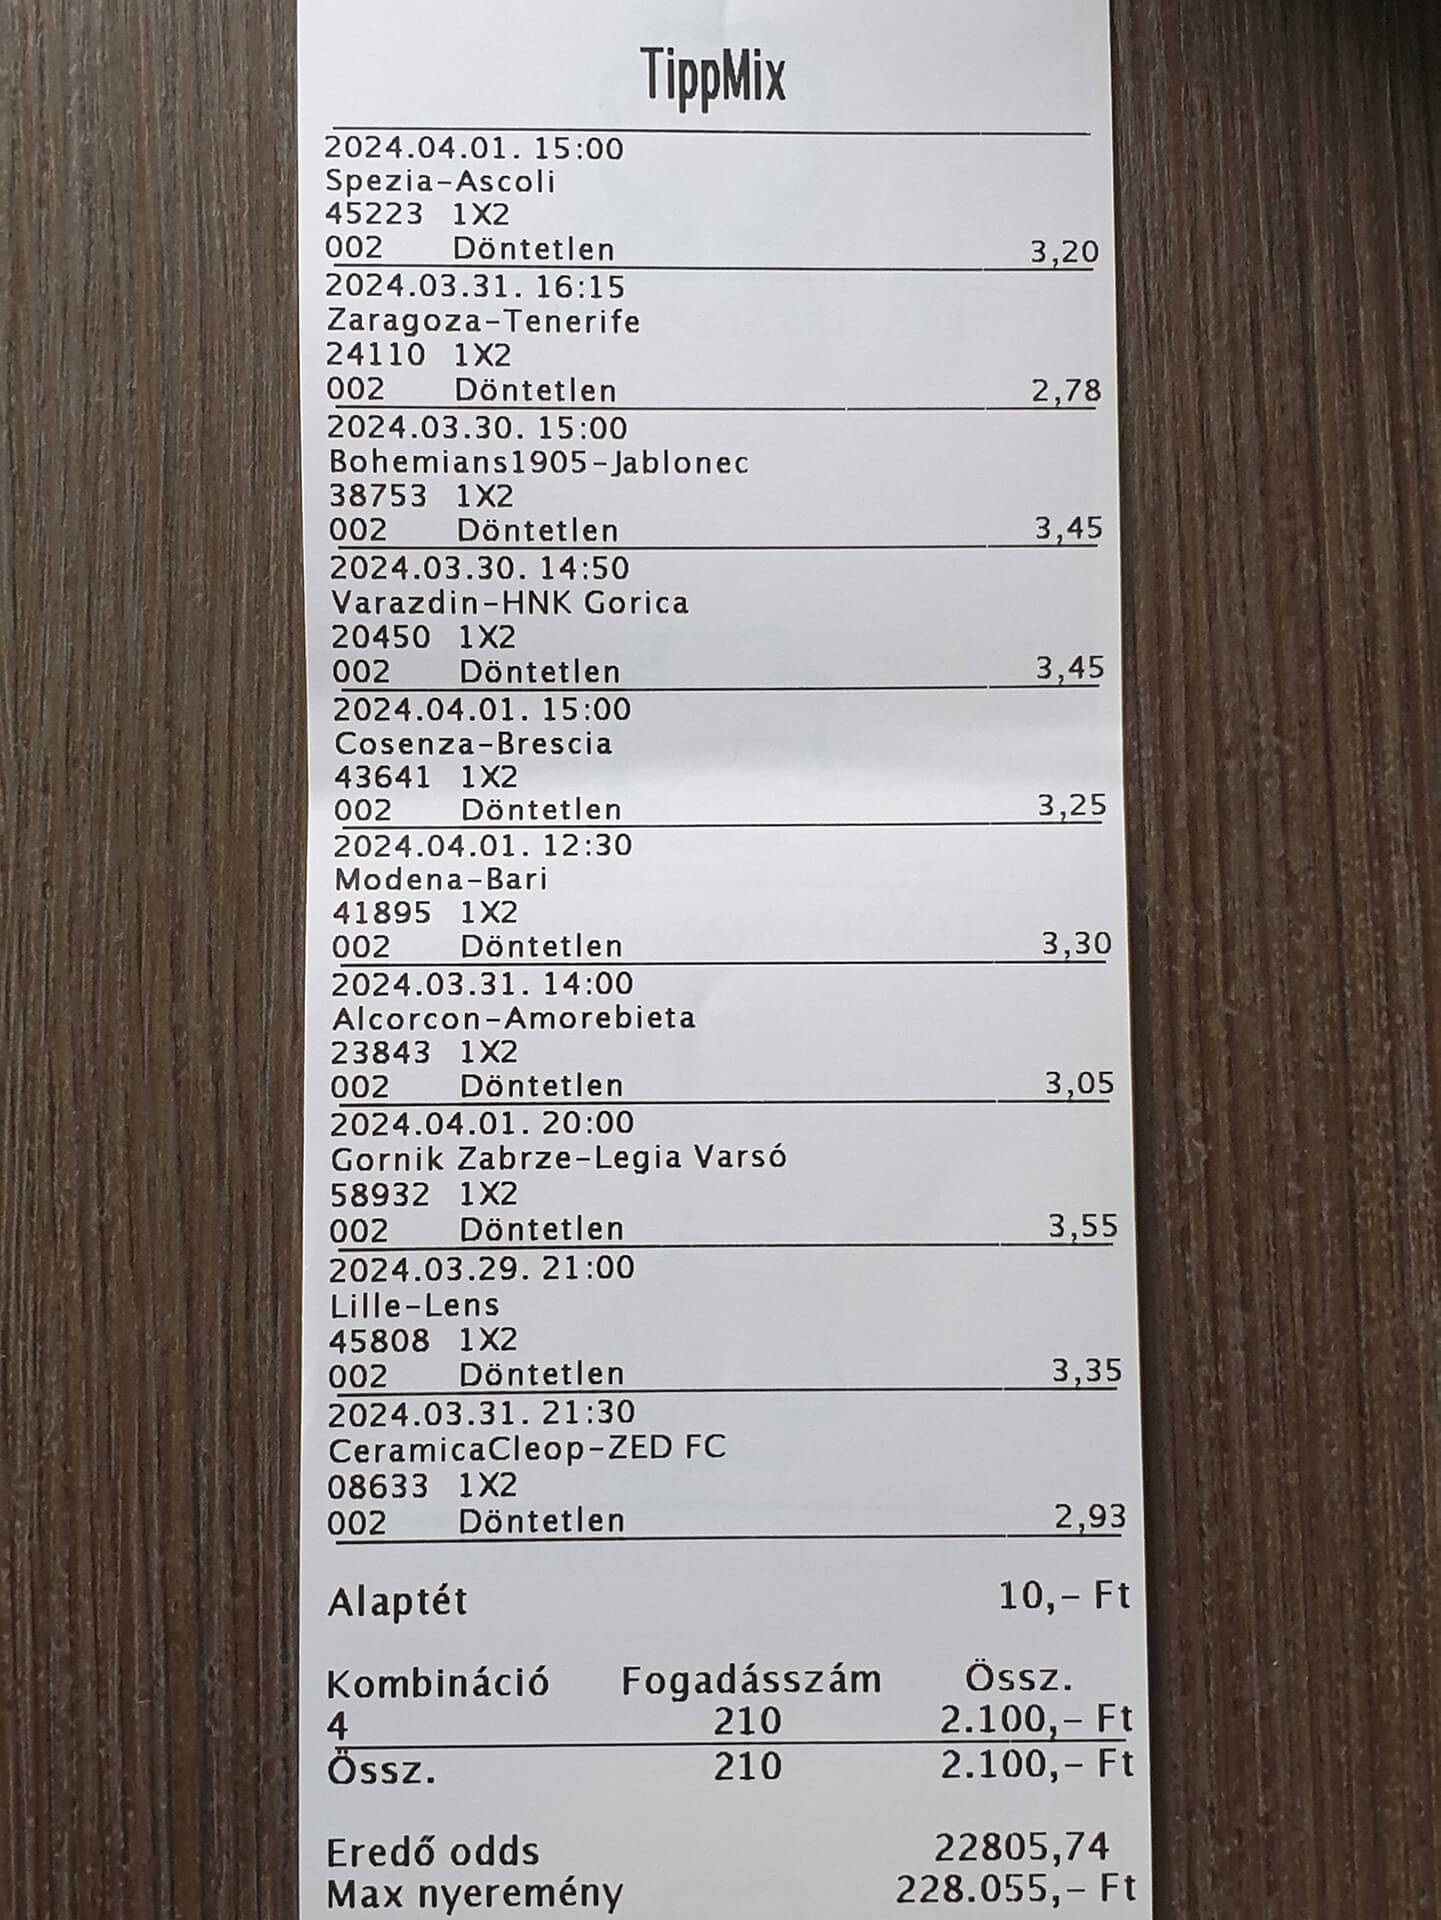 TippMix
2024.04.01. 15:00
Spezia-Ascoli
45223 1X2
002 Döntetlen 3,20
2024.03.31. 16:15
Zaragoza-Tenerife
24110 1X2
002 Döntetlen 2,78
2024.03.30. 15:00
Bohemians1905-Jablonec
38753 1X2
002 Döntetlen 3,45
2024.03.30. 14:50
Varazdin-HNK Gorica
20450 1X2
002 Döntetlen 3,45
2024.04.01. 15:00
Cosenza-Brescia
43641 1X2
002 Döntetlen 3,25
2024.04.01. 12:30
Modena-Bari
41895 1X2
002 Döntetlen 3,30
2024.03.31. 14:00
Alcorcon-Amorebieta
23843 1X2
002 Döntetlen 3,05
2024.04.01. 20:00
Gornik Zabrze-Legia Varsó
58932 1X2
002 Döntetlen 3,55
2024.03.29. 21:00
Lille-Lens
45808 1X2
002 Döntetlen 3,35
2024.03.31. 21:30
CeramicaCleop-ZED FC
08633 1X2
002 Döntetlen 2,93
Alaptét 10,- Ft
Kombináció Fogadásszám Össz.
4 210 2.100,- Ft
Össz. 210 2.100,- Ft
Eredő odds 22805,74
Max nyeremény 228.055,- Ft